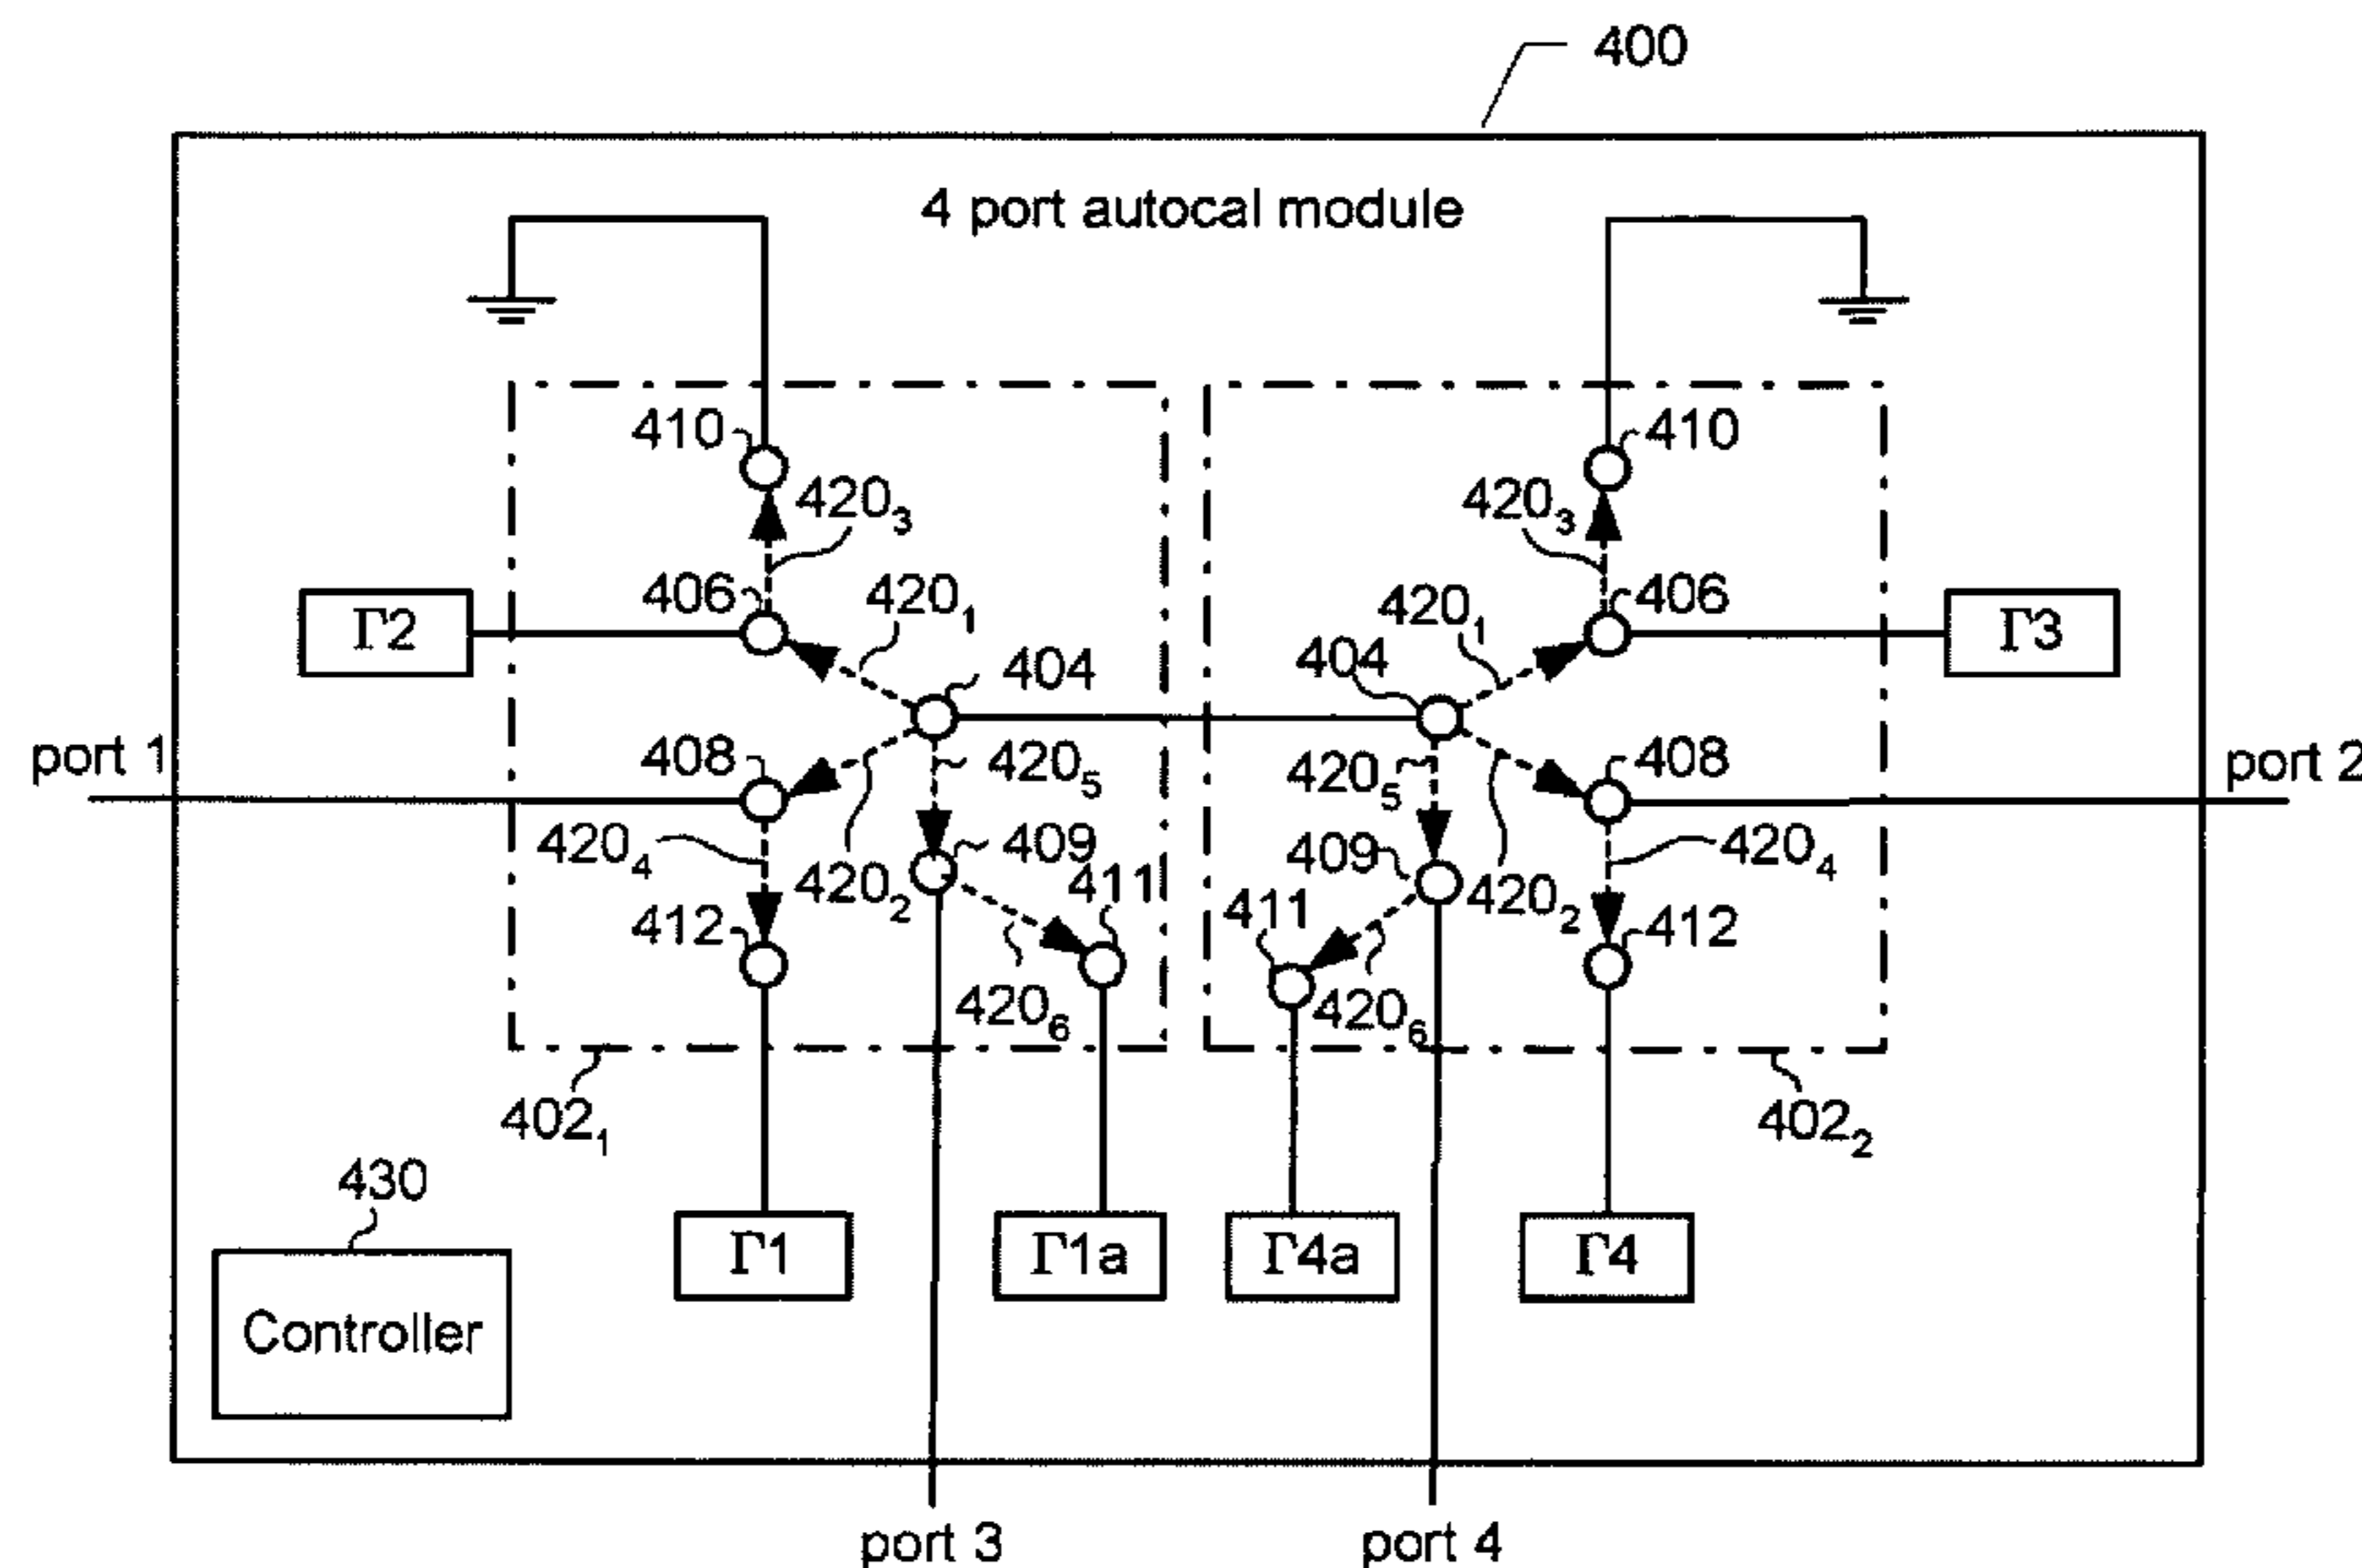 400
4 port autocal module
410
410
420₃
420₃
406
420₁
420₁
406
Γ2
Γ3
404
404
port 1
408
420₅
420₅
408
port 2
420₄
420₂
409
411
409
411
420₂
420₄
412
420₆
420₆
412
402₁
402₂
430
Controller
Γ1
Γ1a
Γ4a
Γ4
port 3
port 4